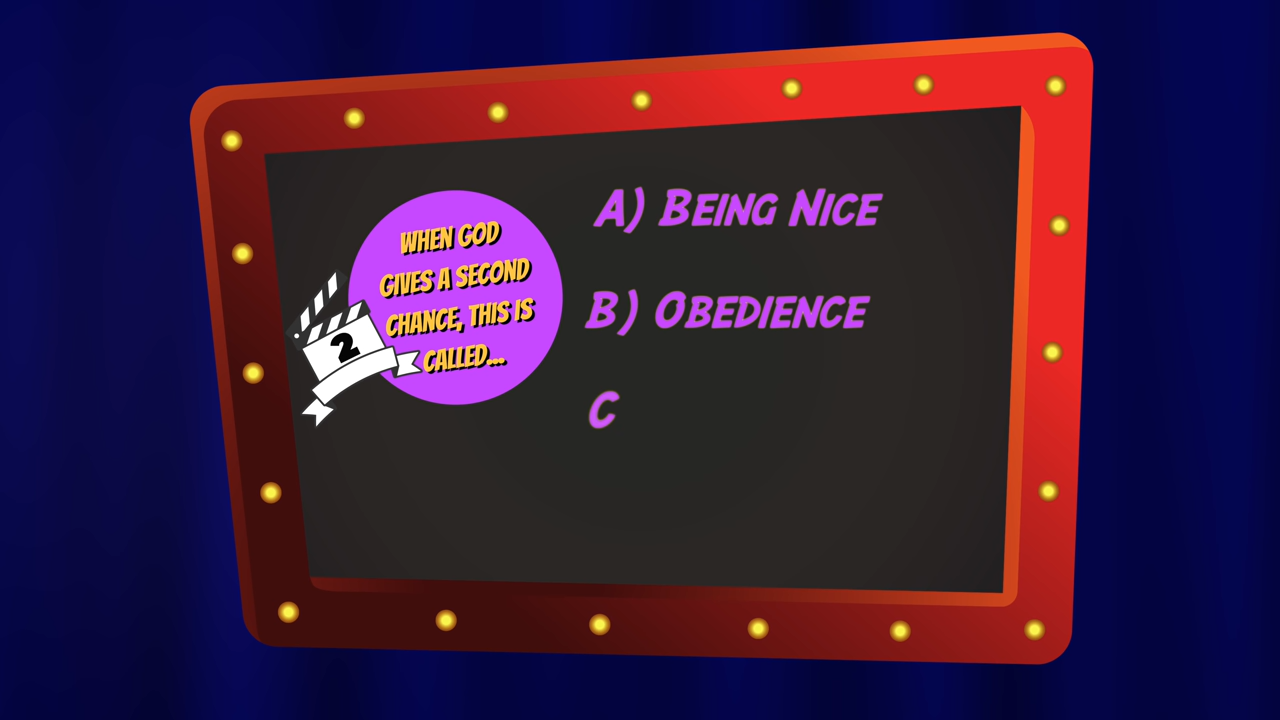 When God
gives a second
chance, this is
called...
2
A) Being Nice
B) Obedience
C